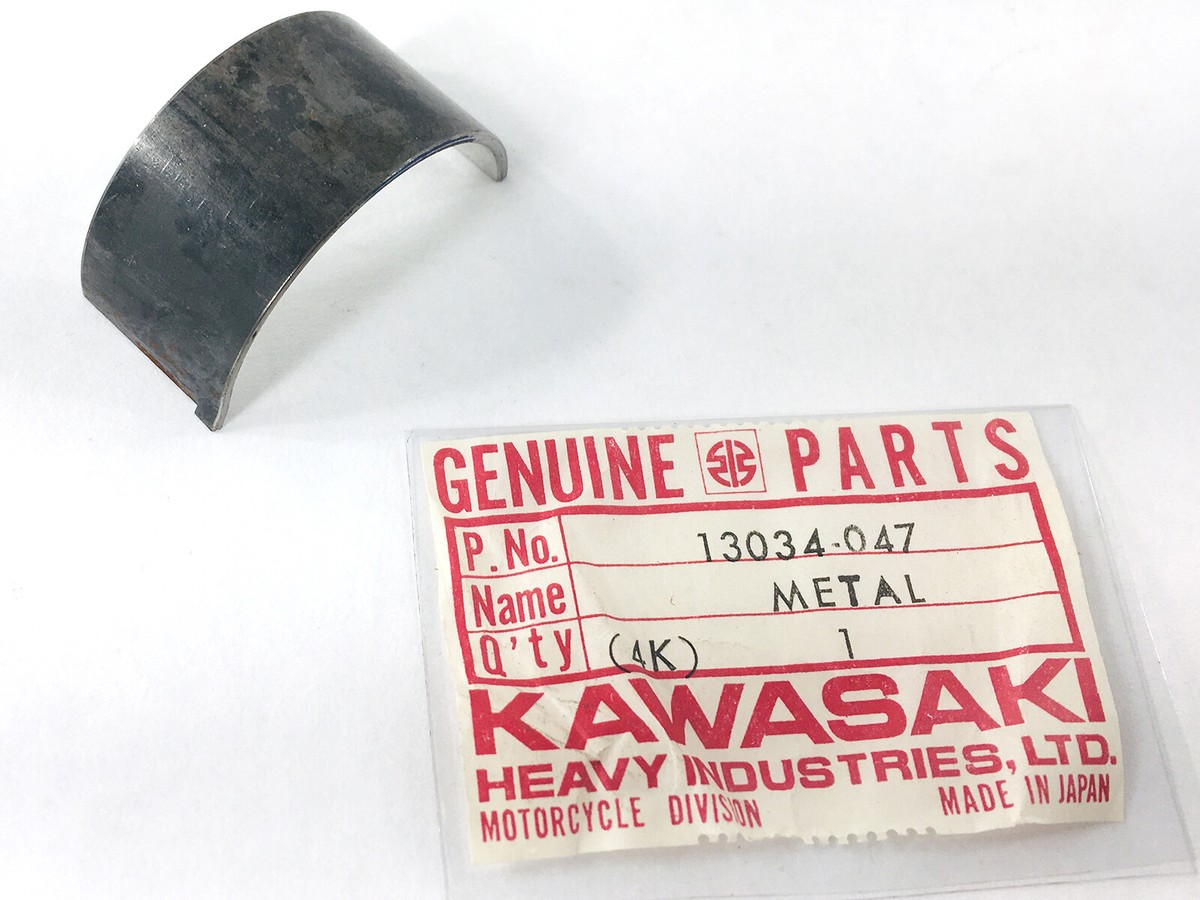 GENUINE PARTS
P. No. 13034-047
Name METAL
Q'ty (4K) 1
KAWASAKI
HEAVY INDUSTRIES, LTD.
MOTORCYCLE DIVISION MADE IN JAPAN